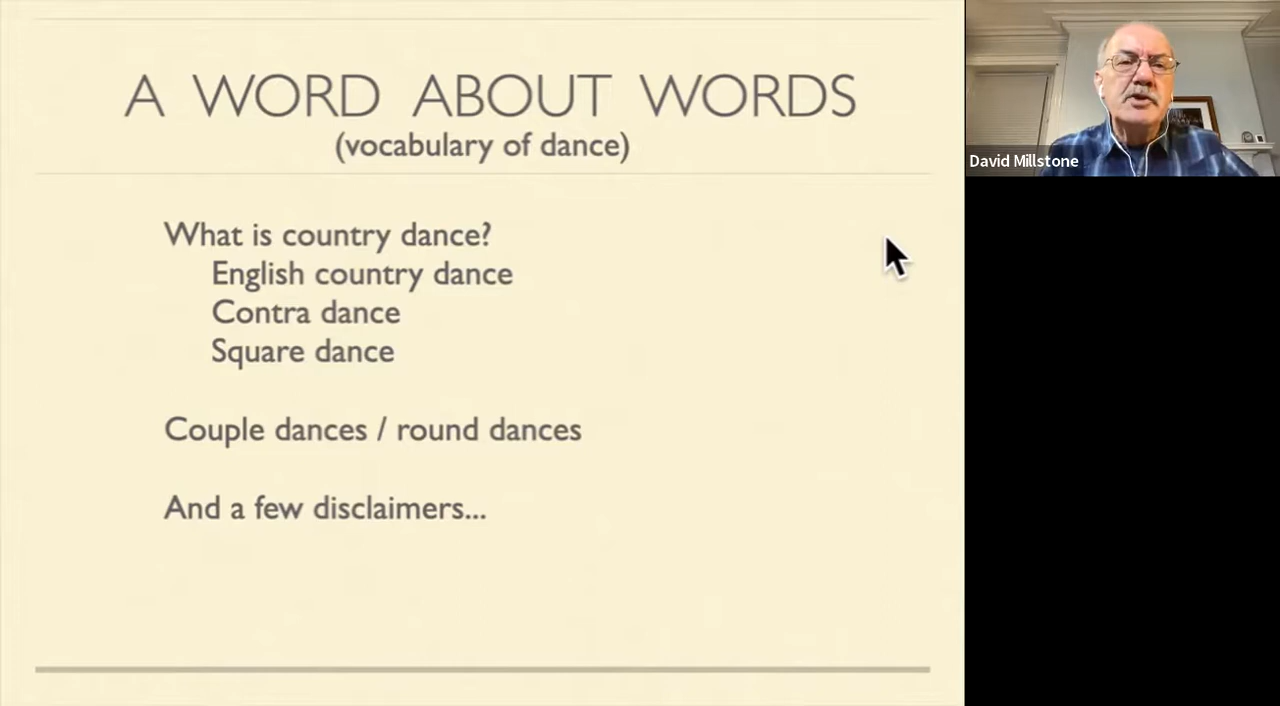 A WORD ABOUT WORDS
(vocabulary of dance)
What is country dance?
English country dance
Contra dance
Square dance
Couple dances / round dances
And a few disclaimers...
David Millstone